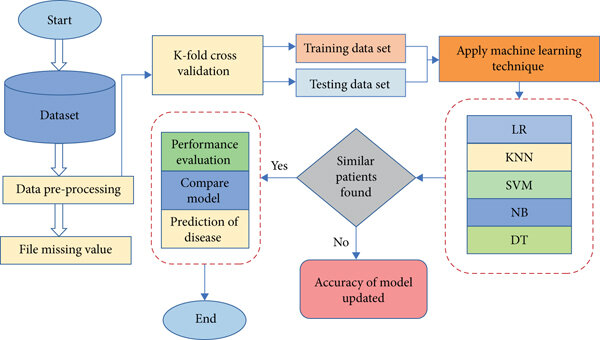 Start
Dataset
Data pre-processing
File missing value
K-fold cross
validation
Training data set
Testing data set
Apply machine learning
technique
LR
KNN
SVM
NB
DT
Similar
patients
found
Yes
No
Performance
evaluation
Compare
model
Prediction of
disease
Accuracy of model
updated
End